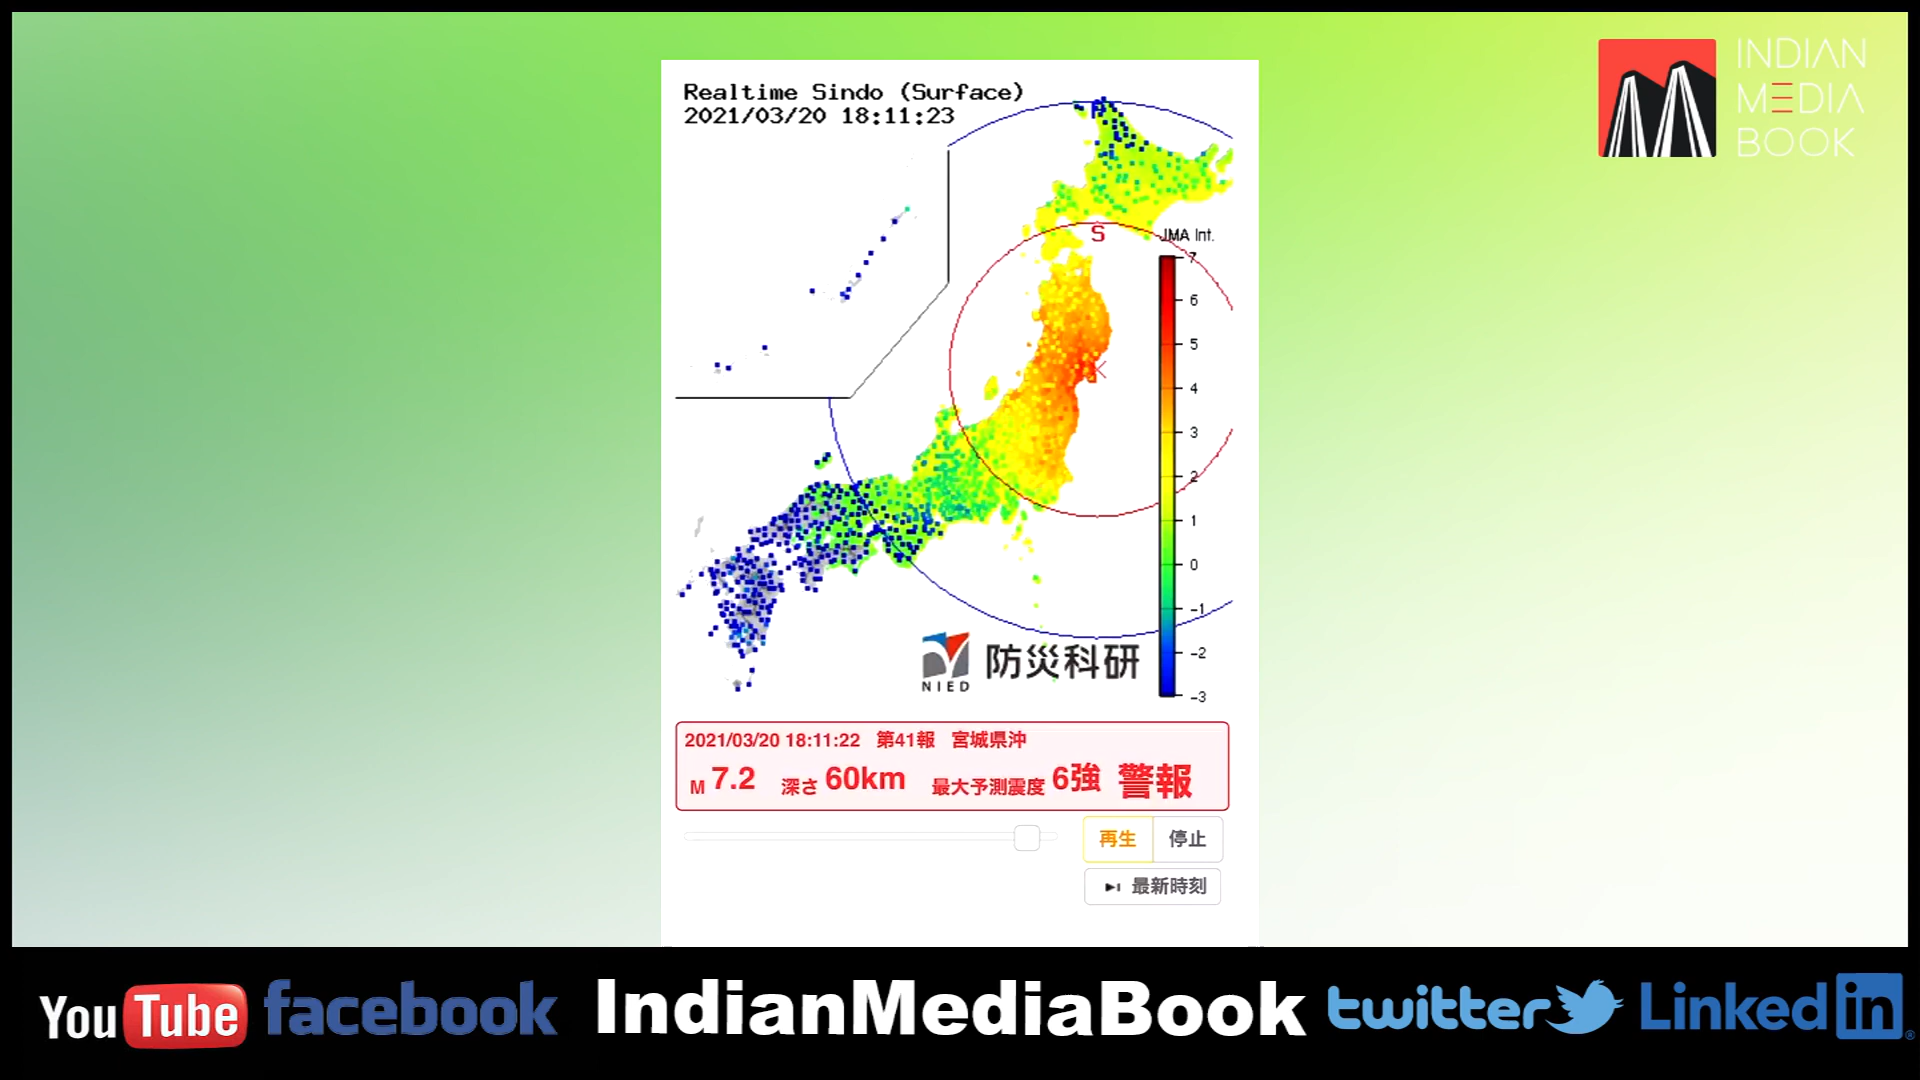 Realtime Sindo (Surface)
2021/03/20 18:11:23
INDIAN
MEDIA
BOOK
P
S
JMA Int.
7
6
5
4
3
2
1
0
-1
-2
-3
K
NIED 防災科研
2021/03/20 18:11:22 第41報 宮城県沖
M 7.2 深さ 60km 最大予測震度 6強 警報
再生 停止
最新時刻
YouTube facebook IndianMediaBook twitter Linked in ®